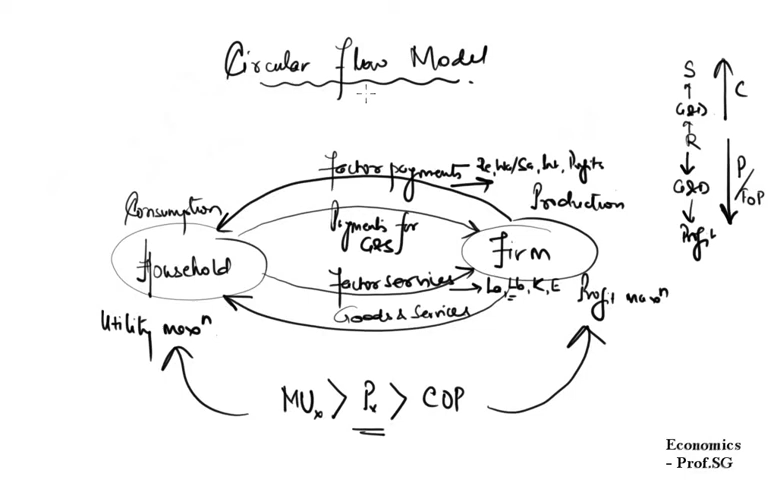 Circular flow Model
Factor payments → Re, Wa/Sa, Int, Profits
Consumption
Production
Payments for
G&S
Household
Firm
Factor services → La, Lb, K, E
Goods & Services
Utility maxⁿ
Profit maxⁿ
MUₓ > Pₓ > COP
S
↑
G&D
↑
R
↓
G&D
↓
Profit
C
P/
ToP
Economics
- Prof.SG